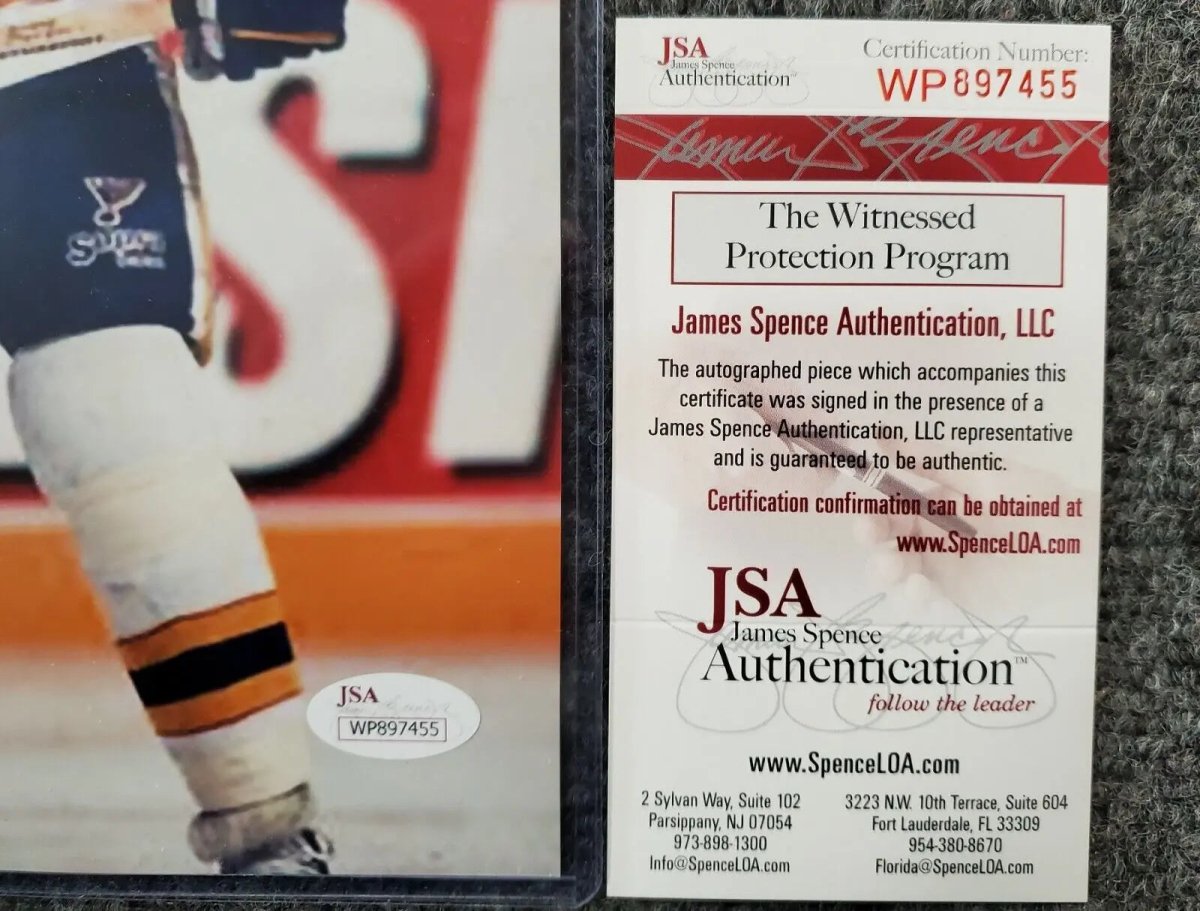 JSA
James Spence
Authentication™
Certification Number:
WP897455
The Witnessed
Protection Program
James Spence Authentication, LLC
The autographed piece which accompanies this
certificate was signed in the presence of a
James Spence Authentication, LLC representative
and is guaranteed to be authentic.
Certification confirmation can be obtained at
www.SpenceLOA.com
JSA
James Spence
Authentication™
follow the leader
www.SpenceLOA.com
2 Sylvan Way, Suite 102
Parsippany, NJ 07054
973-898-1300
Info@SpenceLOA.com
3223 N.W. 10th Terrace, Suite 604
Fort Lauderdale, FL 33309
954-380-8670
Florida@SpenceLOA.com
JSA
WP897455